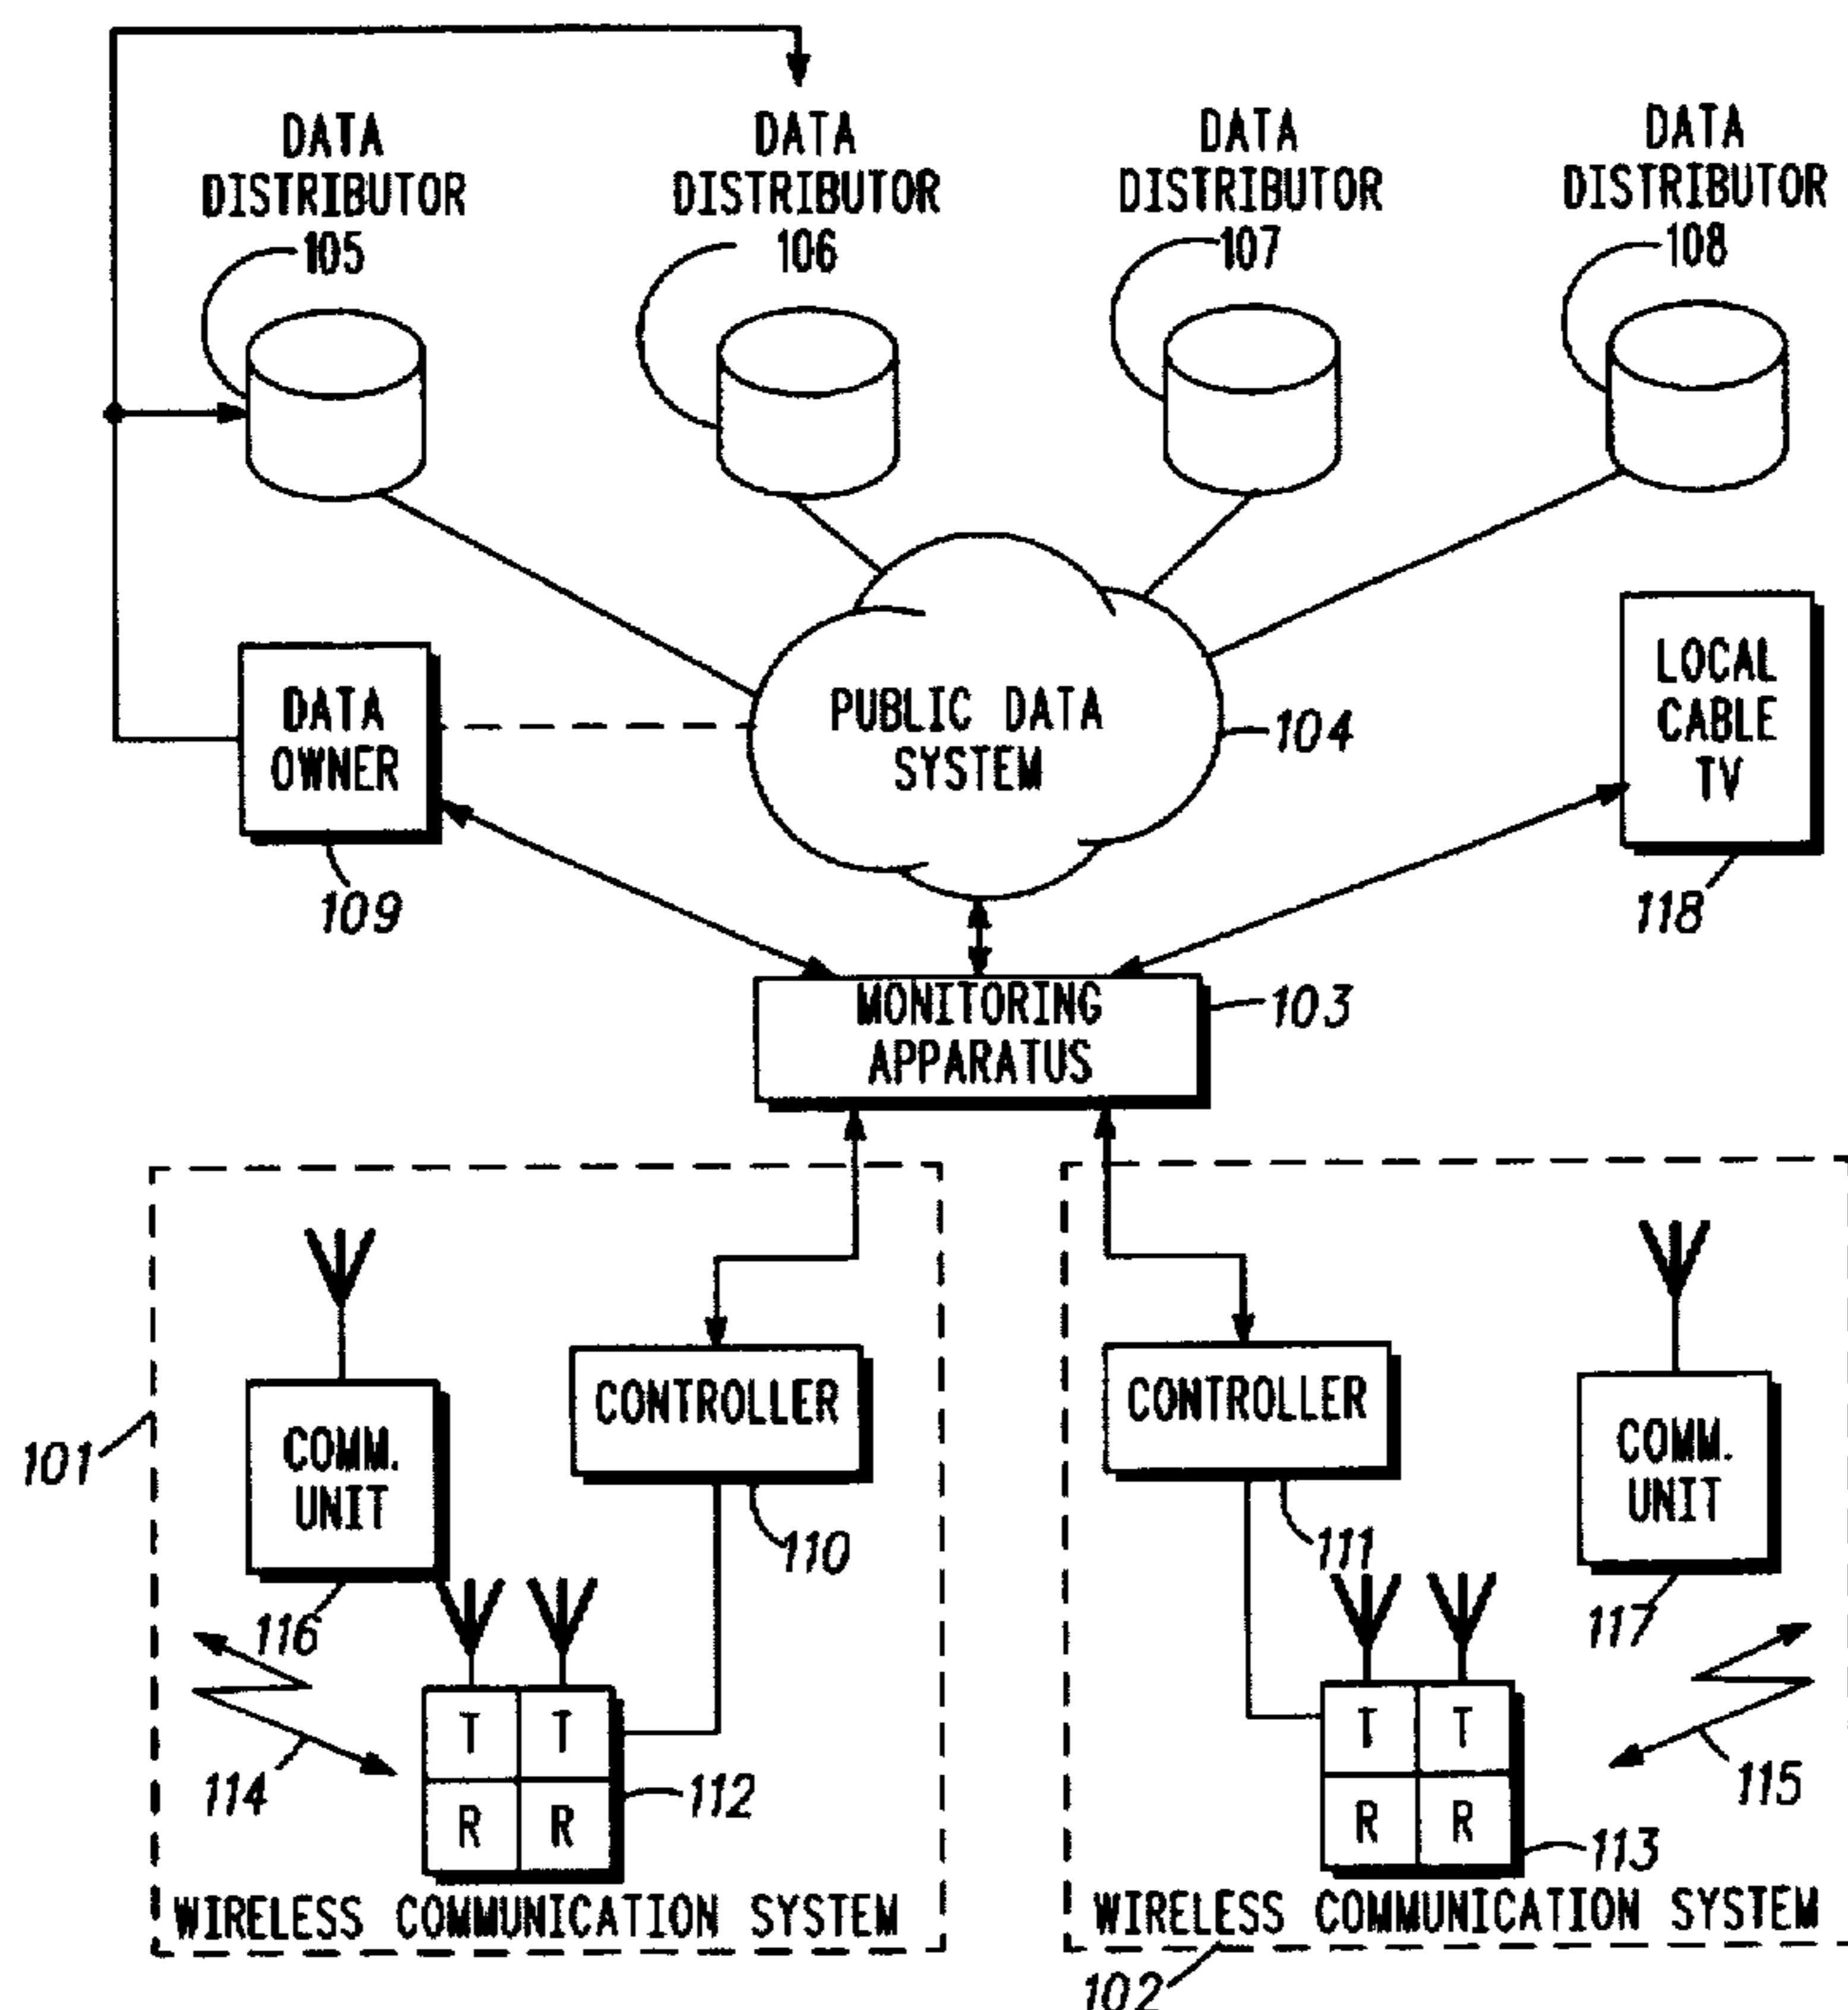 DATA
DISTRIBUTOR
105
DATA
DISTRIBUTOR
106
DATA
DISTRIBUTOR
107
DATA
DISTRIBUTOR
108
DATA
OWNER
109
PUBLIC DATA
SYSTEM
104
LOCAL
CABLE
TV
118
MONITORING
APPARATUS
103
101
COMM.
UNIT
116
CONTROLLER
110
114
T T
R R
112
WIRELESS COMMUNICATION SYSTEM
CONTROLLER
111
COMM.
UNIT
117
T T
R R
113
115
WIRELESS COMMUNICATION SYSTEM
102